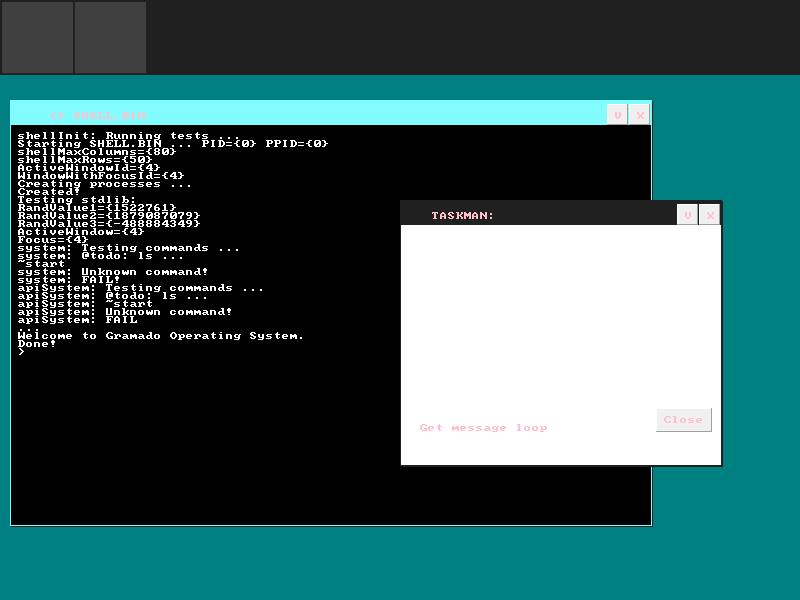 <> SHELL.BIN
V X
shellInit: Running tests ...
Starting SHELL.BIN ... PID={0} PPID={0}
shellMaxColumns={80}
shellMaxRows={50}
ActiveWindowId={4}
WindowWithFocusId={4}
Creating processes ...
Created!
Testing stdlib:
RandValue1={1522761}
RandValue2={1879087079}
RandValue3={-488884349}
ActiveWindow={4}
Focus={4}
system: Testing commands ...
system: @todo: ls ...
~start
system: Unknown command!
system: FAIL!
apiSystem: Testing commands ...
apiSystem: @todo: ls ...
apiSystem: ~start
apiSystem: Unknown command!
apiSystem: FAIL
...
Welcome to Gramado Operating System.
Done!
>
TASKMAN:
V X
Close
Get message loop